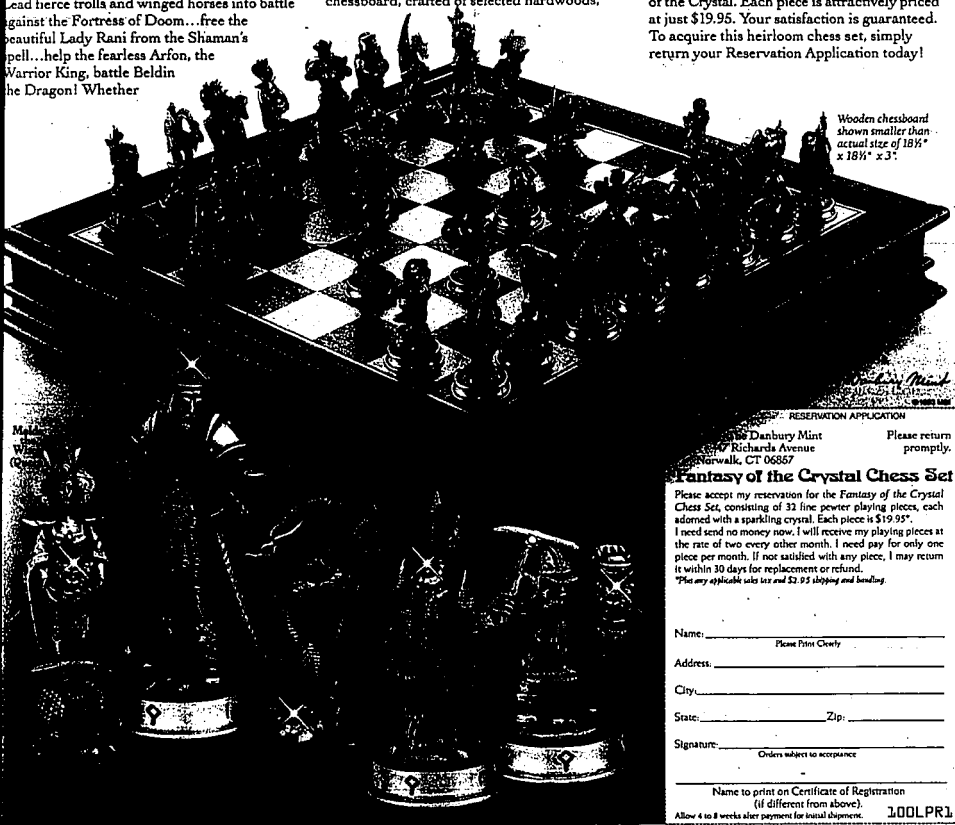 Lead fierce trolls and winged horses into battle
against the Fortress of Doom...free the
beautiful Lady Rani from the Shaman's
spell...help the fearless Arfon, the
Warrior King, battle Beldin
the Dragon! Whether
chessboard, crafted of selected hardwoods,
of the Crystal. Each piece is attractively priced
at just $19.95. Your satisfaction is guaranteed.
To acquire this heirloom chess set, simply
return your Reservation Application today!
Wooden chessboard
shown smaller than
actual size of 18½"
x 18½" x 3".
RESERVATION APPLICATION
The Danbury Mint
Richards Avenue
Norwalk, CT 06857
Please return
promptly.
Fantasy of the Crystal Chess Set
Please accept my reservation for the Fantasy of the Crystal
Chess Set, consisting of 32 fine pewter playing pieces, each
adorned with a sparkling crystal. Each piece is $19.95*.
I need send no money now. I will receive my playing pieces at
the rate of two every other month. I need pay for only one
piece per month. If not satisfied with any piece, I may return
it within 30 days for replacement or refund.
*Plus any applicable sales tax and $2.95 shipping and handling.
Name:
Please Print Clearly
Address:
City:
State: Zip:
Signature:
Orders subject to acceptance
Name to print on Certificate of Registration
(if different from above).
Allow 4 to 8 weeks after payment for initial shipment.
100LPR1